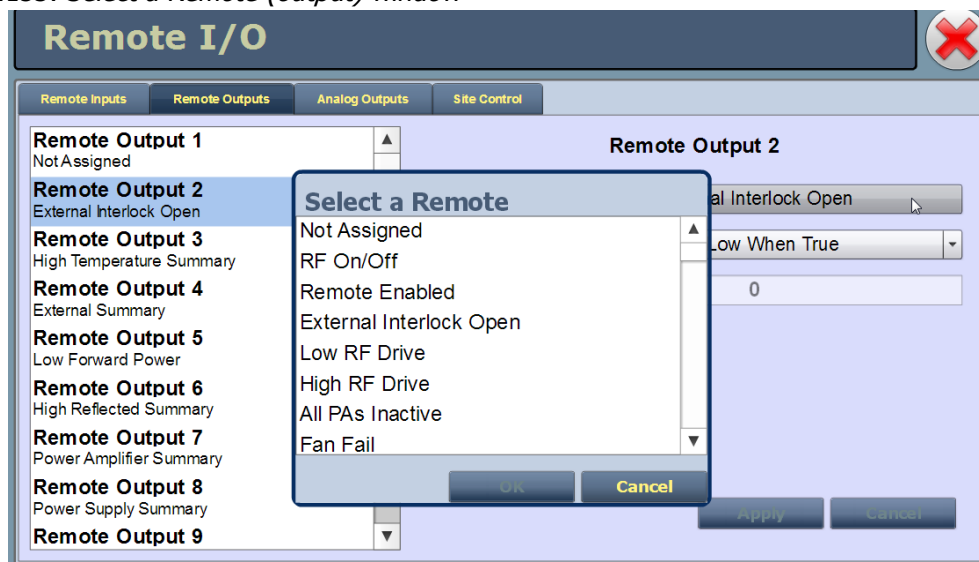 Select a Remote (output) window
Remote I/O
Remote Inputs
Remote Outputs
Analog Outputs
Site Control
Remote Output 1
Not Assigned
Remote Output 2
External Interlock Open
Remote Output 3
High Temperature Summary
Remote Output 4
External Summary
Remote Output 5
Low Forward Power
Remote Output 6
High Reflected Summary
Remote Output 7
Power Amplifier Summary
Remote Output 8
Power Supply Summary
Remote Output 9
Select a Remote
Not Assigned
RF On/Off
Remote Enabled
External Interlock Open
Low RF Drive
High RF Drive
All PAs Inactive
Fan Fail
OK
Cancel
Remote Output 2
al Interlock Open
Low When True
0
Apply
Cancel